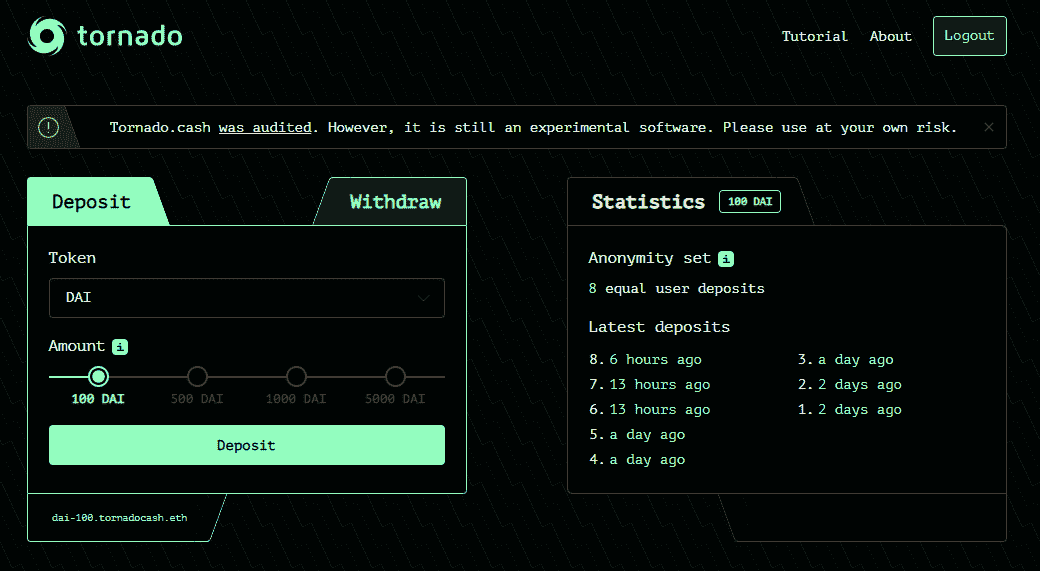 tornado
Tutorial About Logout
Tornado.cash was audited. However, it is still an experimental software. Please use at your own risk.
Deposit Withdraw
Token
DAI
Amount i
100 DAI 500 DAI 1000 DAI 5000 DAI
Deposit
dai-100.tornadocash.eth
Statistics 100 DAI
Anonymity set i
8 equal user deposits
Latest deposits
8. 6 hours ago
7. 13 hours ago
6. 13 hours ago
5. a day ago
4. a day ago
3. a day ago
2. 2 days ago
1. 2 days ago